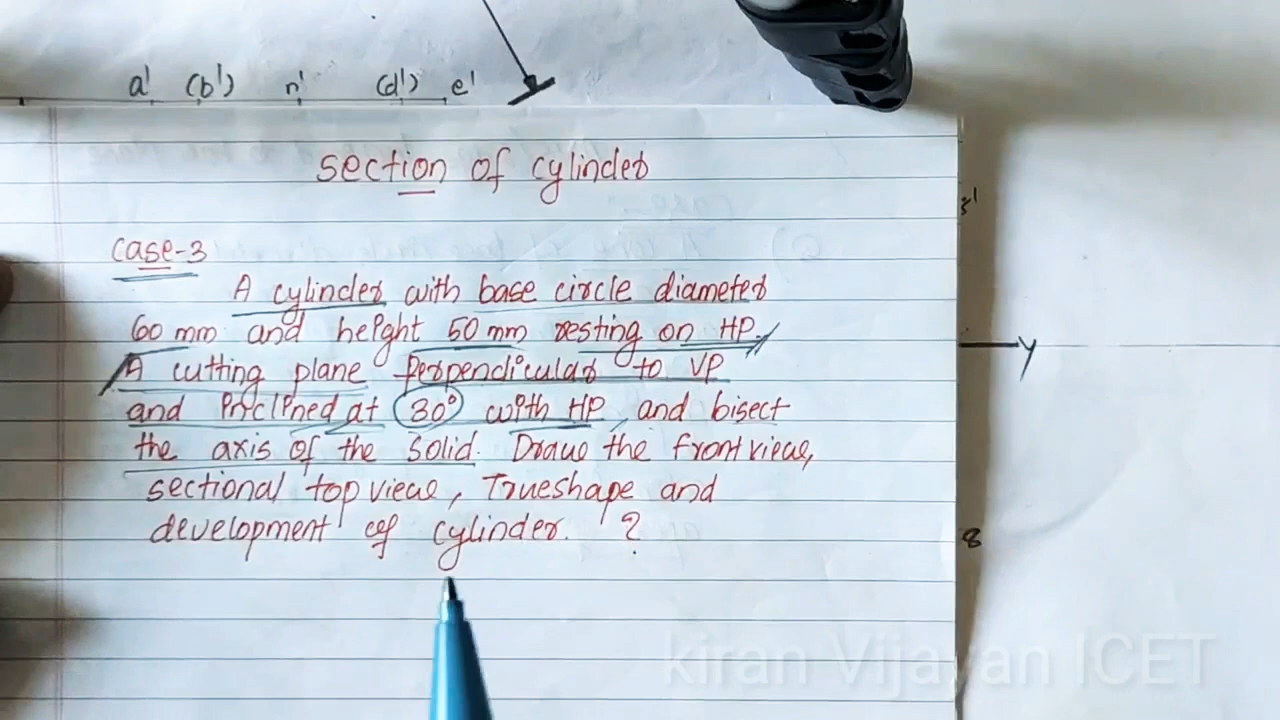 a' (b') n' (d') e'
Section of cylinder
Case-3
A cylinder with base circle diameter
60 mm and height 50 mm resting on HP.
A cutting plane perpendicular to VP
and inclined at 30° with HP, and bisect
the axis of the solid. Draw the front view,
sectional top view, Trueshape and
development of cylinder. ?
y
8
kiran Vijayan ICET